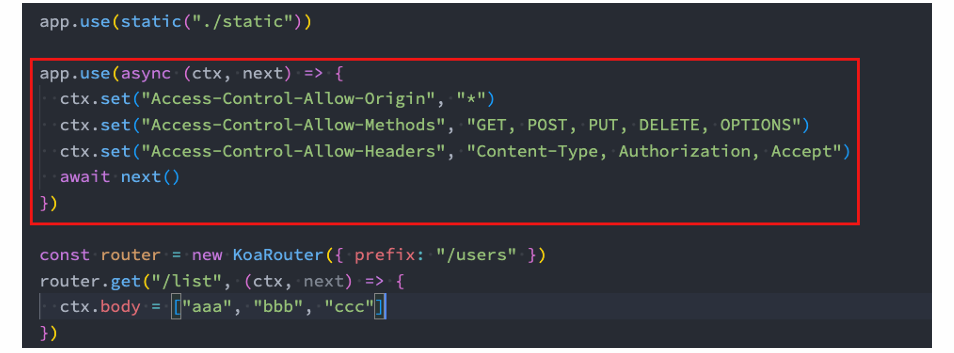 app.use(static("./static"))
app.use(async (ctx, next) => {
ctx.set("Access-Control-Allow-Origin", "*")
ctx.set("Access-Control-Allow-Methods", "GET, POST, PUT, DELETE, OPTIONS")
ctx.set("Access-Control-Allow-Headers", "Content-Type, Authorization, Accept")
await next()
})
const router = new KoaRouter({ prefix: "/users" })
router.get("/list", (ctx, next) => {
ctx.body = ["aaa", "bbb", "ccc"]
})